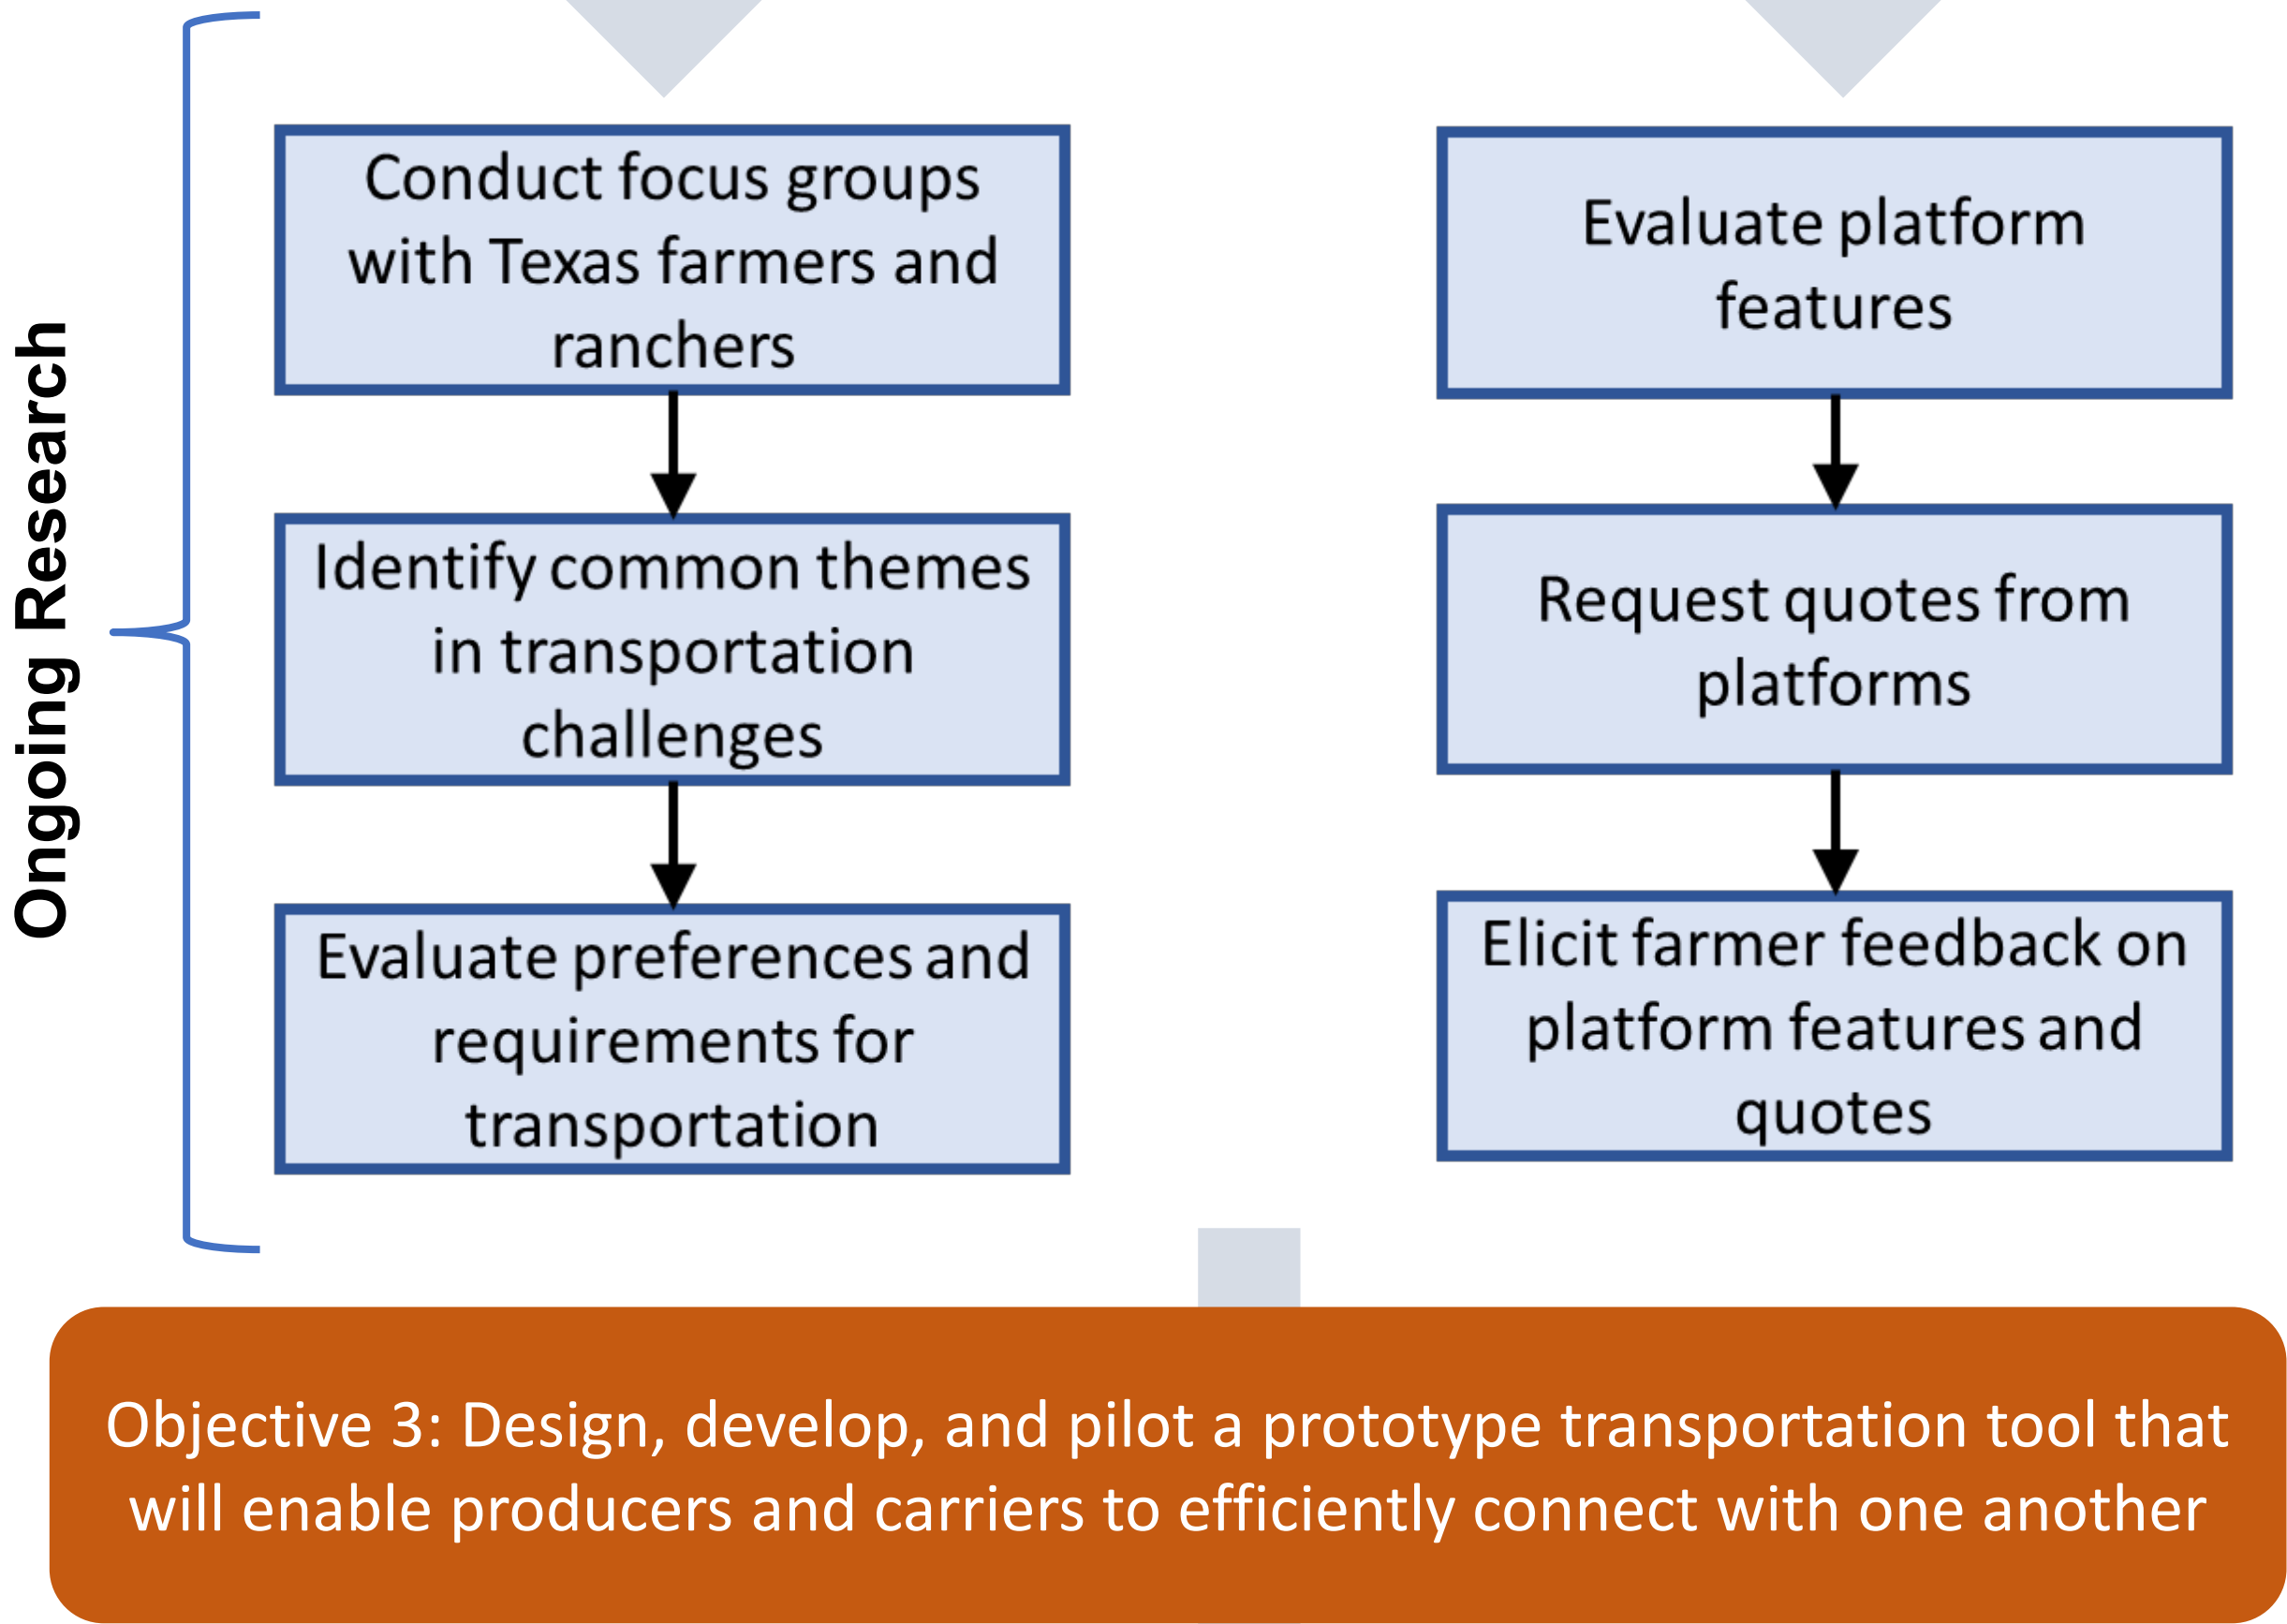 Ongoing Research
Conduct focus groups
with Texas farmers and
ranchers
Identify common themes
in transportation
challenges
Evaluate preferences and
requirements for
transportation
Evaluate platform
features
Request quotes from
platforms
Elicit farmer feedback on
platform features and
quotes
Objective 3: Design, develop, and pilot a prototype transportation tool that
will enable producers and carriers to efficiently connect with one another